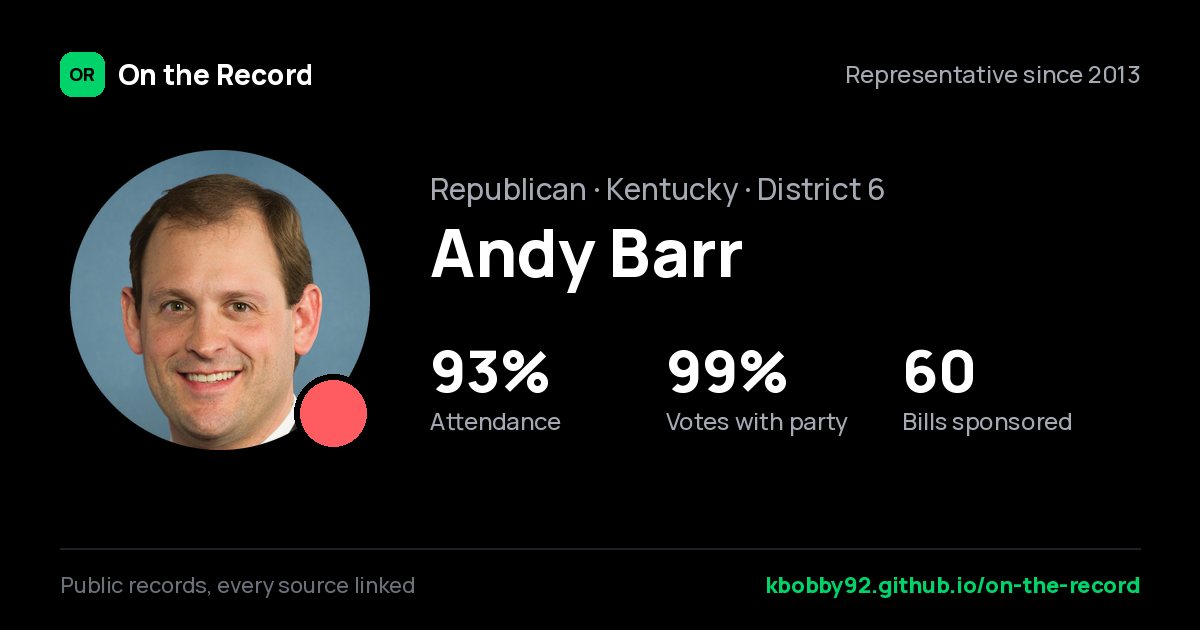 OR On the Record
Representative since 2013
Republican · Kentucky · District 6
Andy Barr
93% 99% 60
Attendance Votes with party Bills sponsored
Public records, every source linked
kbobby92.github.io/on-the-record